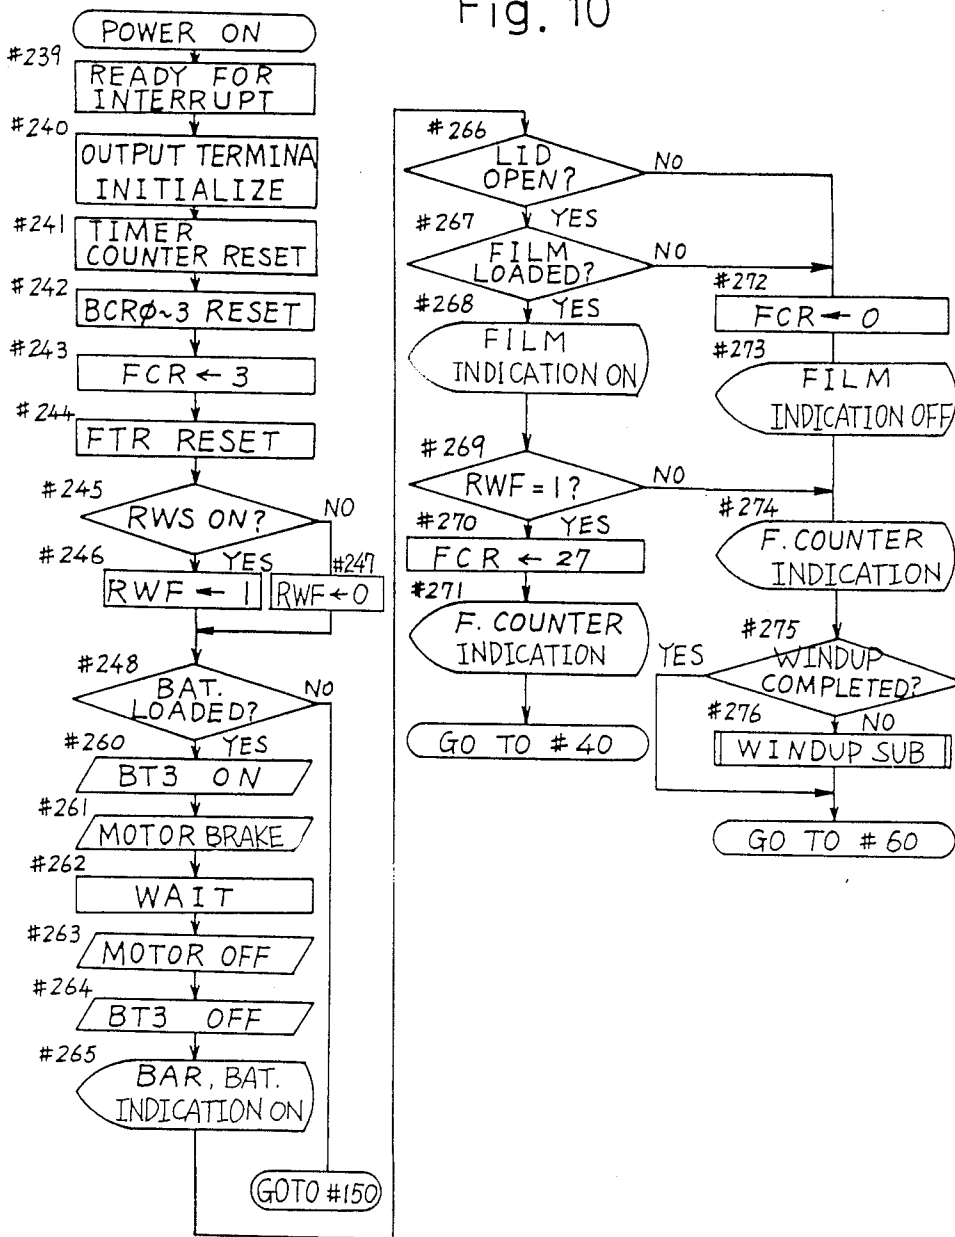 Fig. 10
POWER ON
#239
READY FOR
INTERRUPT
#240
OUTPUT TERMINA
INITIALIZE
#241
TIMER
COUNTER RESET
#242
BCRφ~3 RESET
#243
FCR ← 3
#244
FTR RESET
#245
RWS ON?
NO
#246
YES
RWF ← 1
#247
RWF ← 0
#248
BAT.
LOADED?
NO
#260
YES
BT3 ON
#261
MOTOR BRAKE
#262
WAIT
#263
MOTOR OFF
#264
BT3 OFF
#265
BAR, BAT.
INDICATION ON
GOTO #150
#266
LID
OPEN?
NO
#267
YES
FILM
LOADED?
NO
#268
YES
FILM
INDICATION ON
#269
RWF = 1?
NO
#270
YES
FCR ← 27
#271
F. COUNTER
INDICATION
GO TO #40
#272
FCR ← 0
#273
FILM
INDICATION OFF
#274
F. COUNTER
INDICATION
#275
YES
WINDUP
COMPLETED?
#276
NO
WINDUP SUB
GO TO #60